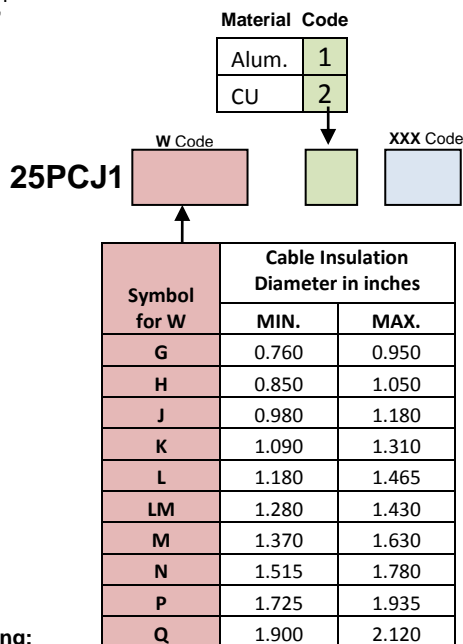 Material Code
Alum. 1
CU 2
W Code
XXX Code
25PCJ1
Symbol for W
Cable Insulation
Diameter in inches
MIN. MAX.
G 0.760 0.950
H 0.850 1.050
J 0.980 1.180
K 1.090 1.310
L 1.180 1.465
LM 1.280 1.430
M 1.370 1.630
N 1.515 1.780
P 1.725 1.935
Q 1.900 2.120
ng: